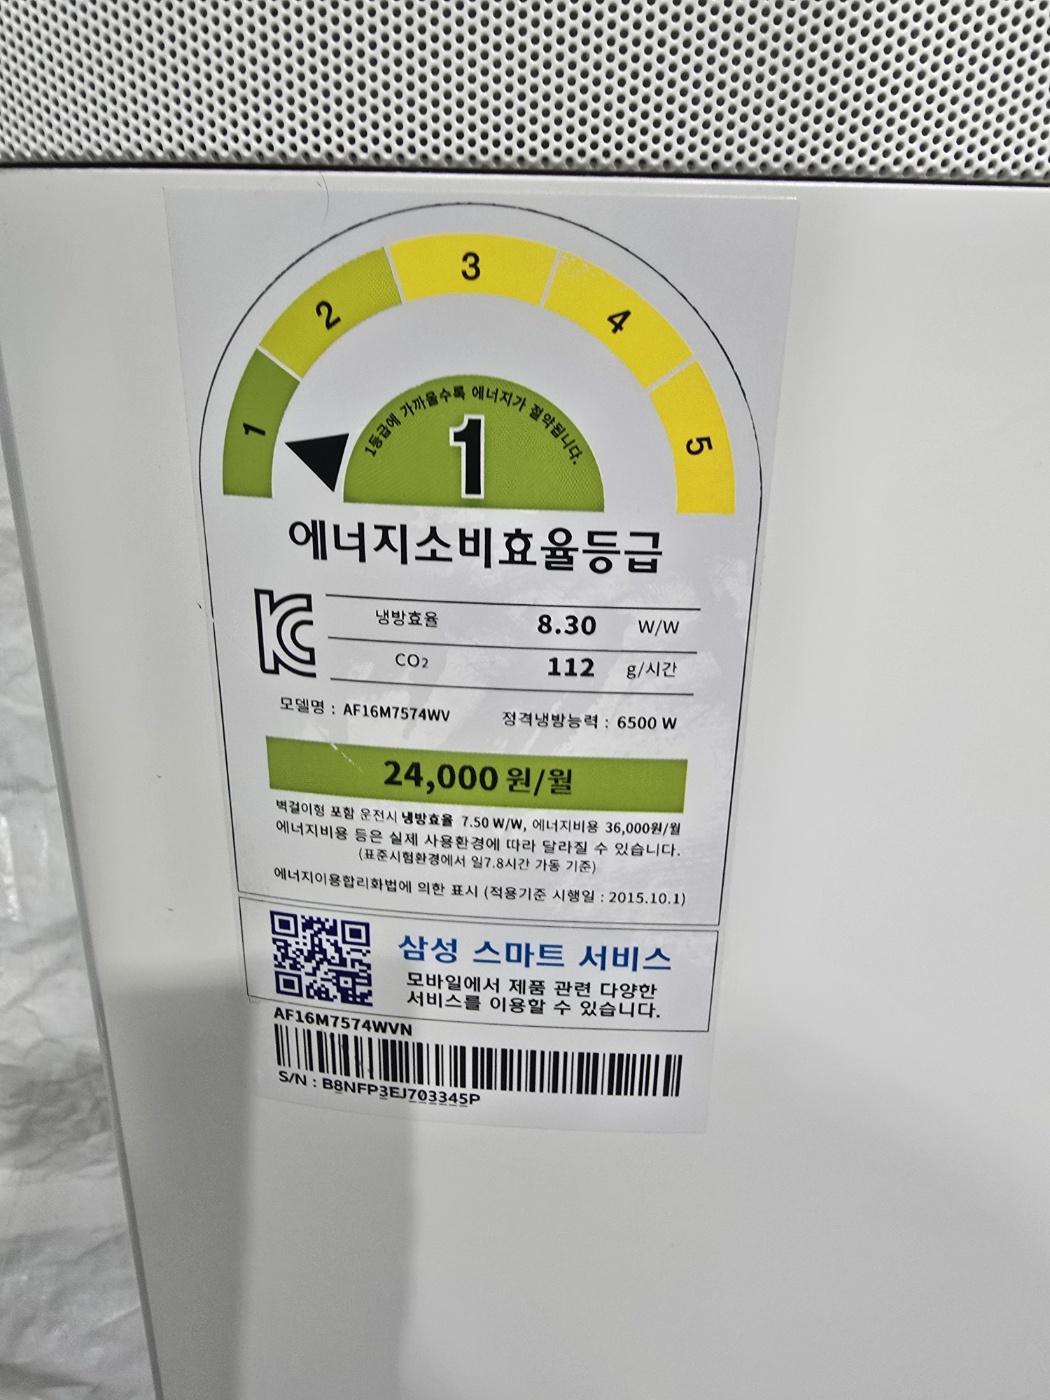 1 2 3 4 5
1등급에 가까울수록 에너지가 절약됩니다.
1
에너지소비효율등급
냉방효율 8.30 W/W
CO2 112 g/시간
모델명 : AF16M7574WV 정격냉방능력 : 6500 W
24,000 원/월
벽걸이형 포함 운전시 냉방효율 7.50 W/W, 에너지비용 36,000원/월
에너지비용 등은 실제 사용환경에 따라 달라질 수 있습니다.
(표준시험환경에서 일7.8시간 가동 기준)
에너지이용합리화법에 의한 표시 (적용기준 시행일 : 2015.10.1)
삼성 스마트 서비스
모바일에서 제품 관련 다양한
서비스를 이용할 수 있습니다.
AF16M7574WVN
S/N : B8NFP3EJ703345P